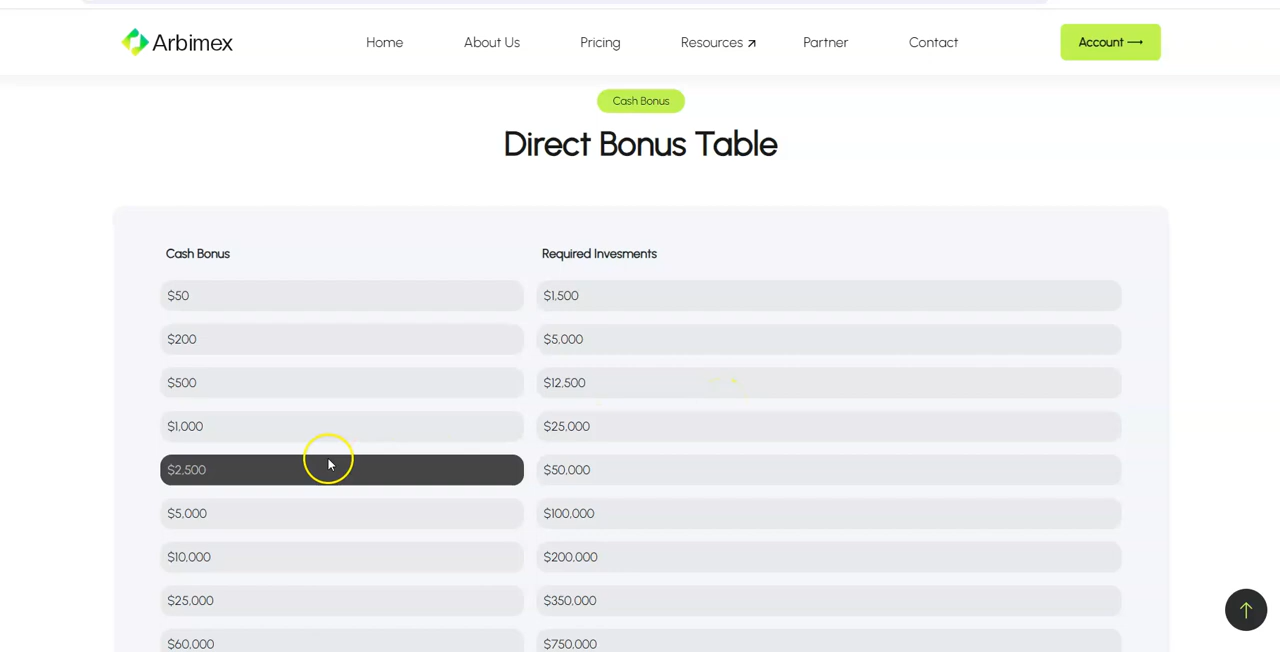 Arbimex
Home About Us Pricing Resources Partner Contact Account
Cash Bonus
Direct Bonus Table
Cash Bonus Required Invesments
$50 $1,500
$200 $5,000
$500 $12,500
$1,000 $25,000
$2,500 $50,000
$5,000 $100,000
$10,000 $200,000
$25,000 $350,000
$60,000 $750,000